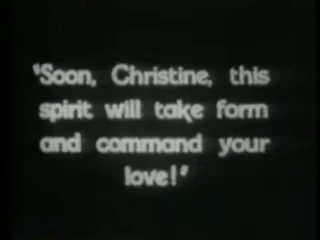 "Soon, Christine, this
spirit will take form
and command your
love!"